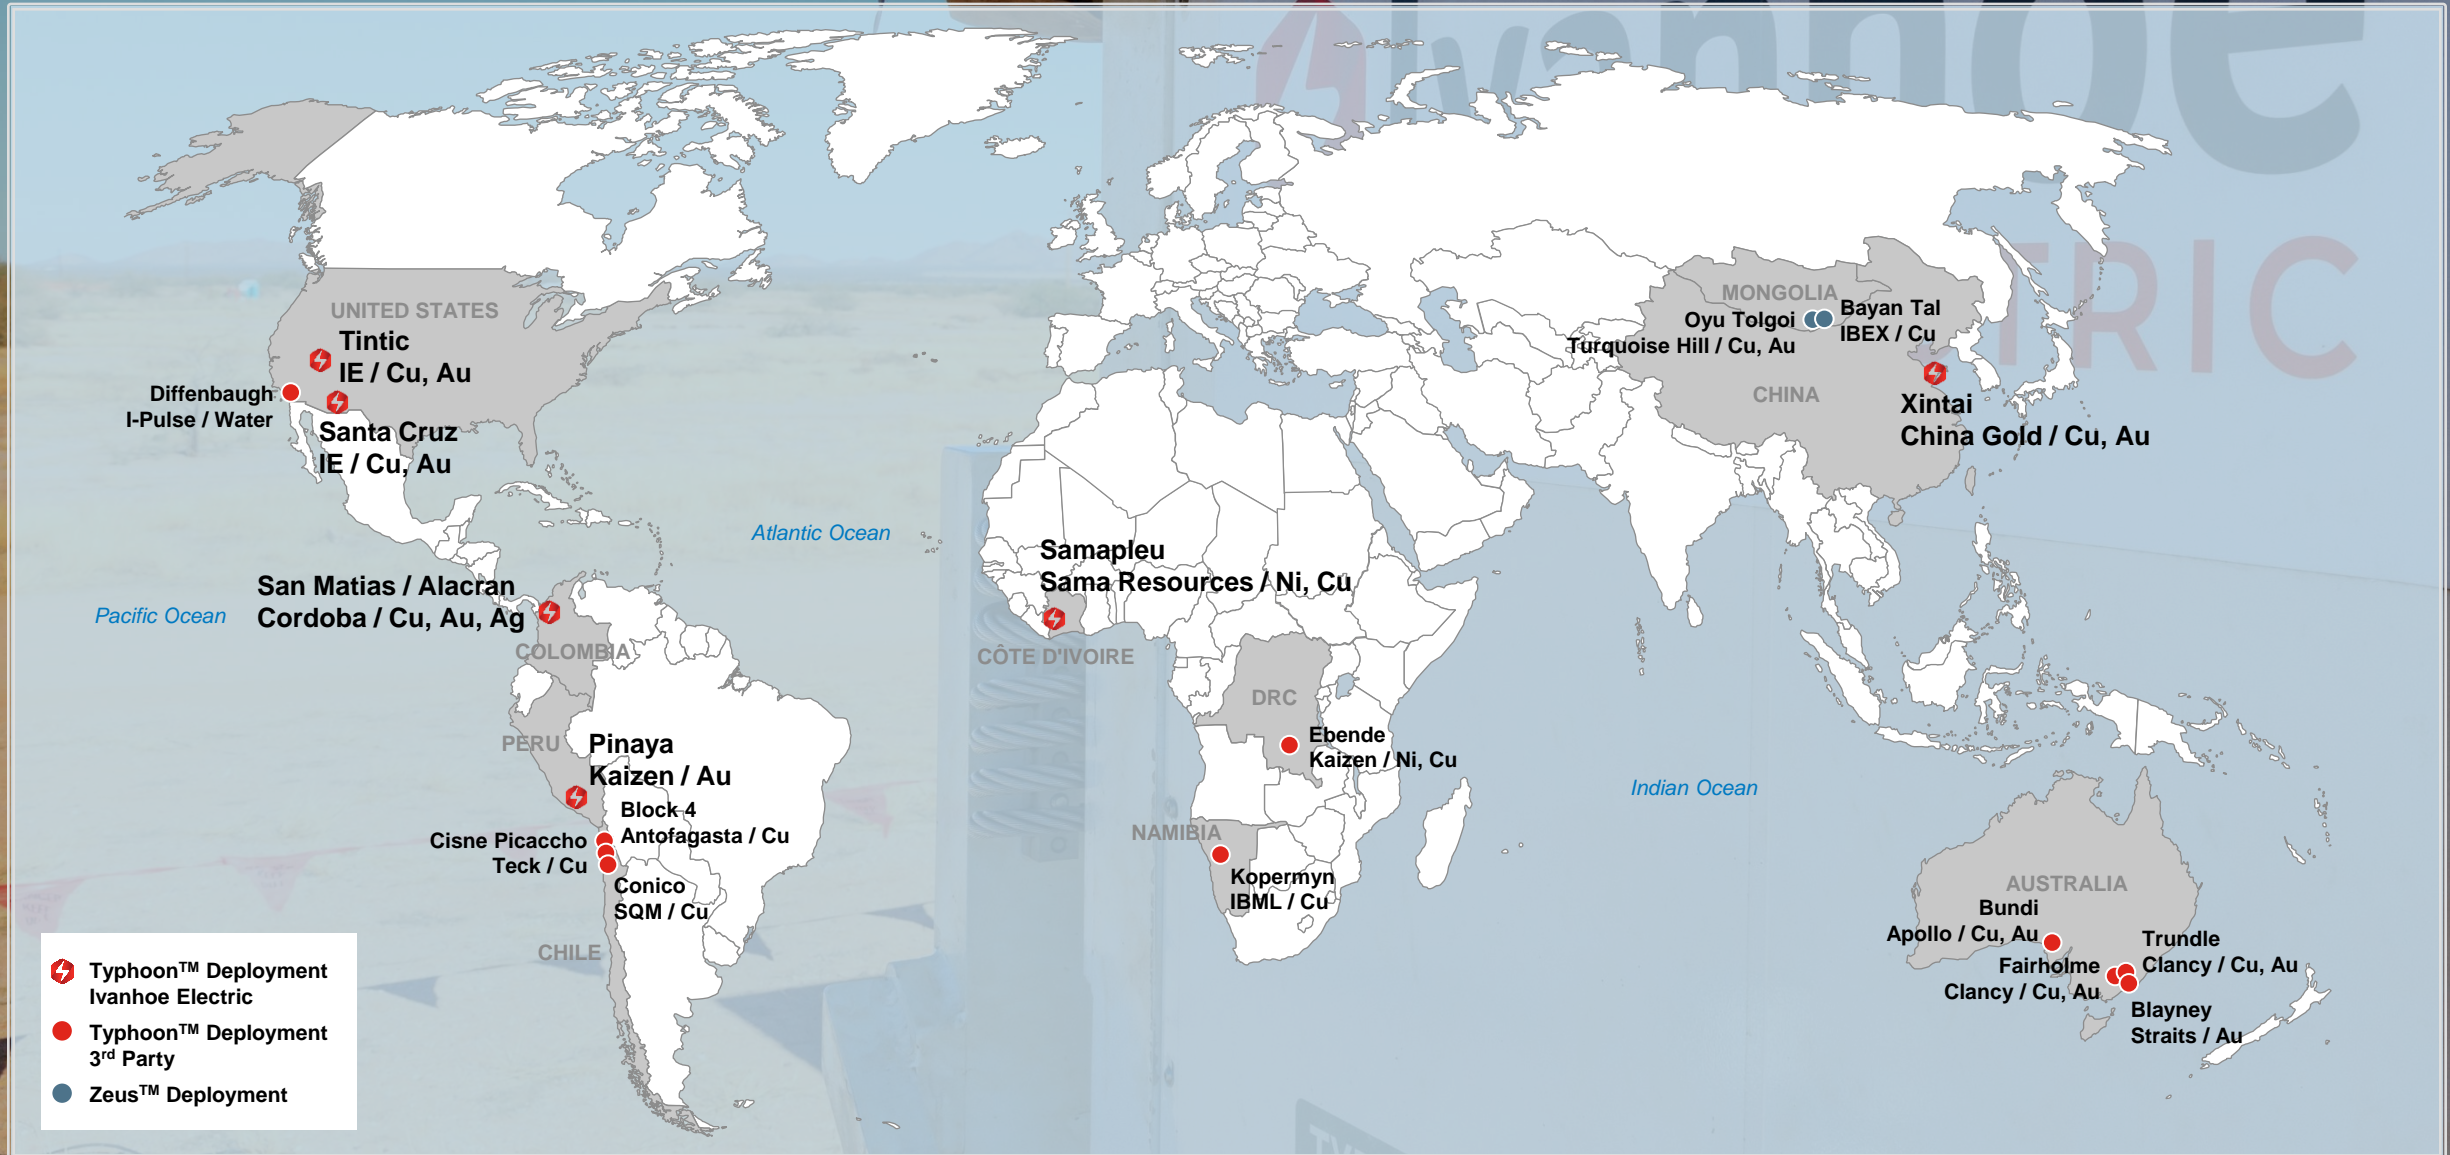 Ivanhoe
TRIC
UNITED STATES
Tintic
IE / Cu, Au
Diffenbaugh
I-Pulse / Water
Santa Cruz
IE / Cu, Au
MONGOLIA
Oyu Tolgoi
Turquoise Hill / Cu, Au
Bayan Tal
IBEX / Cu
CHINA
Xintai
China Gold / Cu, Au
Atlantic Ocean
Pacific Ocean
San Matias / Alacran
Cordoba / Cu, Au, Ag
COLOMBIA
Samapleu
Sama Resources / Ni, Cu
CÔTE D'IVOIRE
DRC
Ebende
Kaizen / Ni, Cu
PERU
Pinaya
Kaizen / Au
Block 4
Antofagasta / Cu
Cisne Picaccho
Teck / Cu
Conico
SQM / Cu
CHILE
NAMIBIA
Kopermyn
IBML / Cu
Indian Ocean
AUSTRALIA
Bundi
Apollo / Cu, Au
Trundle
Clancy / Cu, Au
Fairholme
Clancy / Cu, Au
Blayney
Straits / Au
Typhoon™ Deployment
Ivanhoe Electric
Typhoon™ Deployment
3rd Party
Zeus™ Deployment